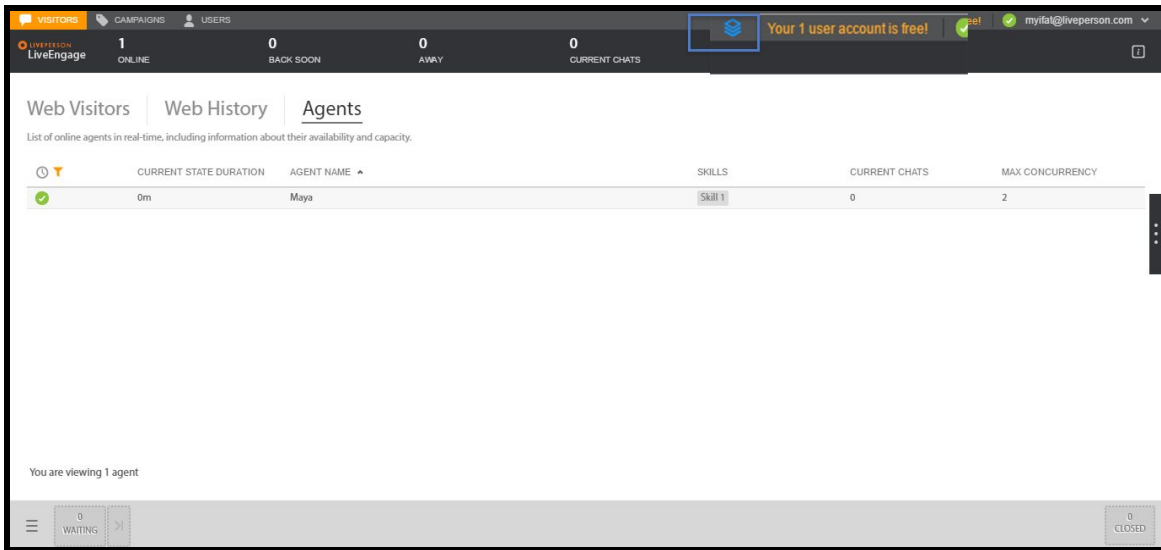 VISITORS CAMPAIGNS USERS
Your 1 user account is free! ee! myifat@liveperson.com
LIVEPERSON
LiveEngage
1 0 0 0
ONLINE BACK SOON AWAY CURRENT CHATS
Web Visitors Web History Agents
List of online agents in real-time, including information about their availability and capacity.
CURRENT STATE DURATION AGENT NAME SKILLS CURRENT CHATS MAX CONCURRENCY
0m Maya Skill 1 0 2
You are viewing 1 agent
0 0
WAITING CLOSED